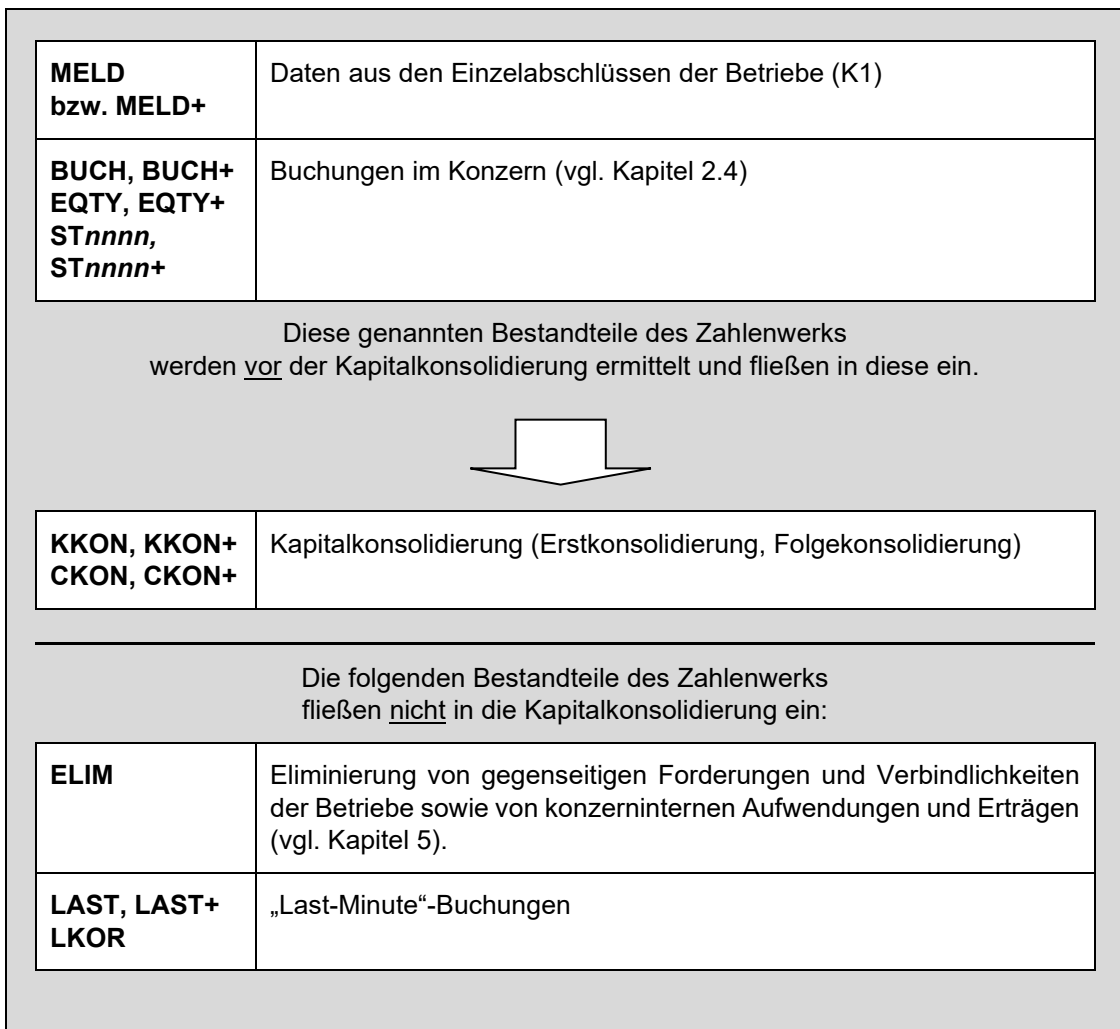 MELD
bzw. MELD+
Daten aus den Einzelabschlüssen der Betriebe (K1)
BUCH, BUCH+
EQTY, EQTY+
STnnnn,
STnnnn+
Buchungen im Konzern (vgl. Kapitel 2.4)
Diese genannten Bestandteile des Zahlenwerks
werden vor der Kapitalkonsolidierung ermittelt und fließen in diese ein.
KKON, KKON+
CKON, CKON+
Kapitalkonsolidierung (Erstkonsolidierung, Folgekonsolidierung)
Die folgenden Bestandteile des Zahlenwerks
fließen nicht in die Kapitalkonsolidierung ein:
ELIM
Eliminierung von gegenseitigen Forderungen und Verbindlichkeiten
der Betriebe sowie von konzerninternen Aufwendungen und Erträgen
(vgl. Kapitel 5).
LAST, LAST+
LKOR
„Last-Minute“-Buchungen